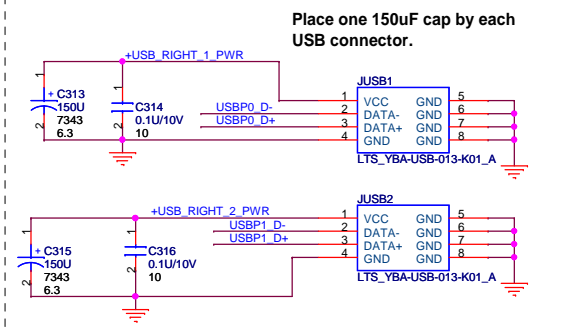 Place one 150uF cap by each
USB connector.
+USB_RIGHT_1_PWR
1
+ C313
150U
7343
6.3
2
1
C314
0.1U/10V
10
2
USBP0_D-
USBP0_D+
JUSB1
1 VCC GND 5
2 DATA- GND 6
3 DATA+ GND 7
4 GND GND 8
LTS_YBA-USB-013-K01_A
+USB_RIGHT_2_PWR
1
+ C315
150U
7343
6.3
2
1
C316
0.1U/10V
10
2
USBP1_D-
USBP1_D+
JUSB2
1 VCC GND 5
2 DATA- GND 6
3 DATA+ GND 7
4 GND GND 8
LTS_YBA-USB-013-K01_A